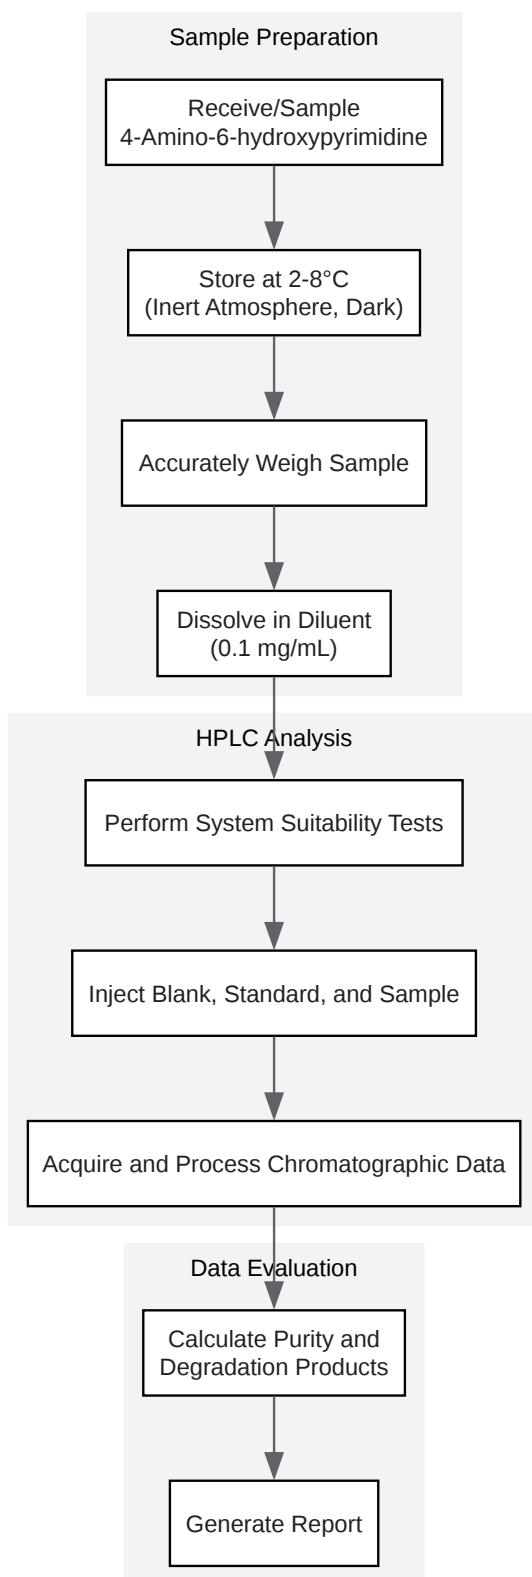 Sample Preparation
Receive/Sample
4-Amino-6-hydroxypyrimidine
Store at 2-8°C
(Inert Atmosphere, Dark)
Accurately Weigh Sample
Dissolve in Diluent
(0.1 mg/mL)
HPLC Analysis
Perform System Suitability Tests
Inject Blank, Standard, and Sample
Acquire and Process Chromatographic Data
Data Evaluation
Calculate Purity and
Degradation Products
Generate Report